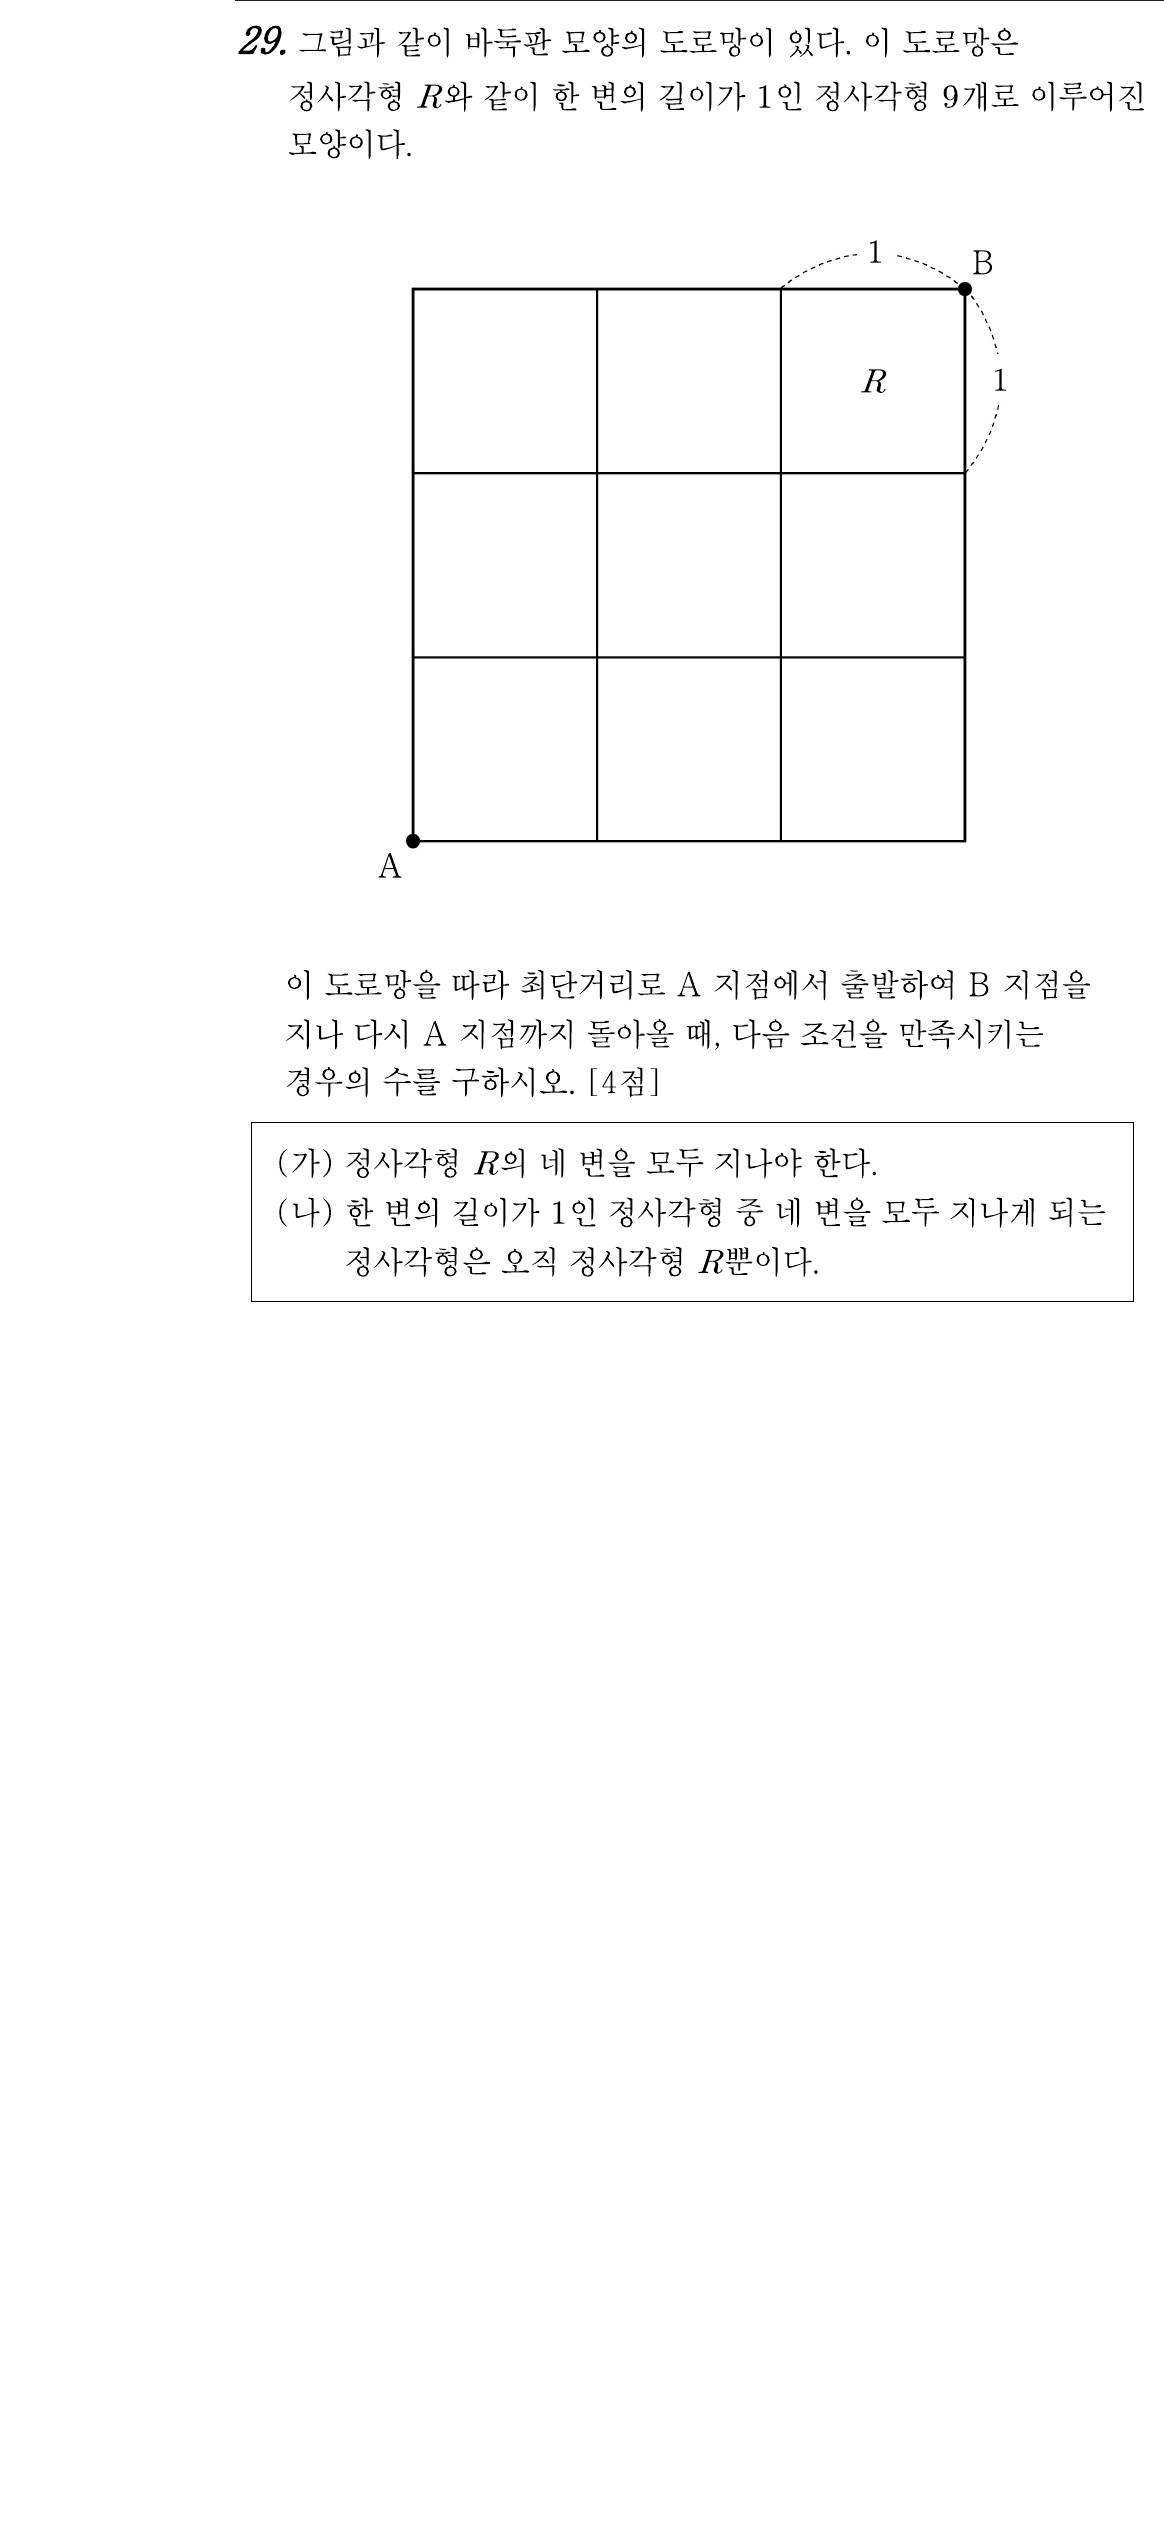 29. 그림과 같이 바둑판 모양의 도로망이 있다. 이 도로망은
정사각형 R와 같이 한 변의 길이가 1인 정사각형 9개로 이루어진
모양이다.
1
B
R
1
A
이 도로망을 따라 최단거리로 A 지점에서 출발하여 B 지점을
지나 다시 A 지점까지 돌아올 때, 다음 조건을 만족시키는
경우의 수를 구하시오. [4점]
(가) 정사각형 R의 네 변을 모두 지나야 한다.
(나) 한 변의 길이가 1인 정사각형 중 네 변을 모두 지나게 되는
정사각형은 오직 정사각형 R뿐이다.